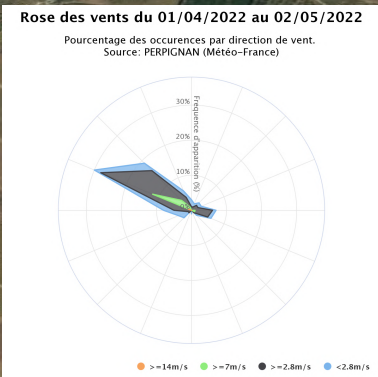 Rose des vents du 01/04/2022 au 02/05/2022
Pourcentage des occurences par direction de vent.
Source: PERPIGNAN (Météo-France)
30%
20%
10%
Frequence d'apparition (%)
>=14m/s >=7m/s >=2.8m/s <2.8m/s